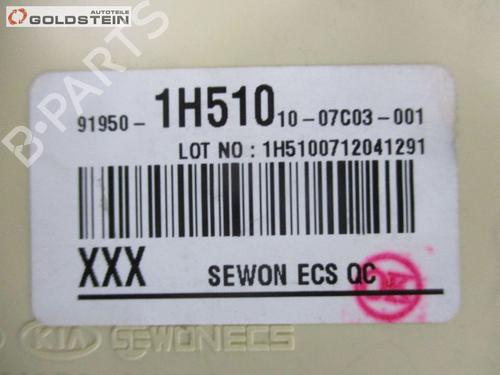 Autoteile
GOLDSTEIN
B-PARTS
91950- 1H510 10-07C03-001
LOT NO : 1H5100712041291
XXX SEWON ECS QC
KIA SEWONECS